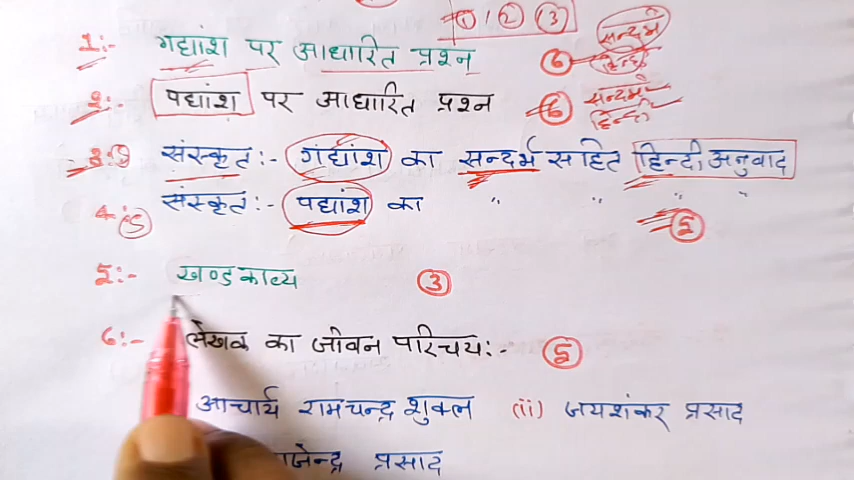 ① ② ③
1:- गद्यांश पर आधारित प्रश्न ⑥ सन्दर्भ हिन्दी
2:- पद्यांश पर आधारित प्रश्न ⑥ सन्दर्भ हिन्दी
3:- संस्कृत:- गद्यांश का सन्दर्भ सहित हिन्दी अनुवाद
4:- ⑤ संस्कृत:- पद्यांश का " " " ⑤
5:- खण्डकाव्य ③
6:- लेखक का जीवन परिचय:- ⑤
आचार्य रामचन्द्र शुक्ल (ii) जयशंकर प्रसाद
प्रसाद